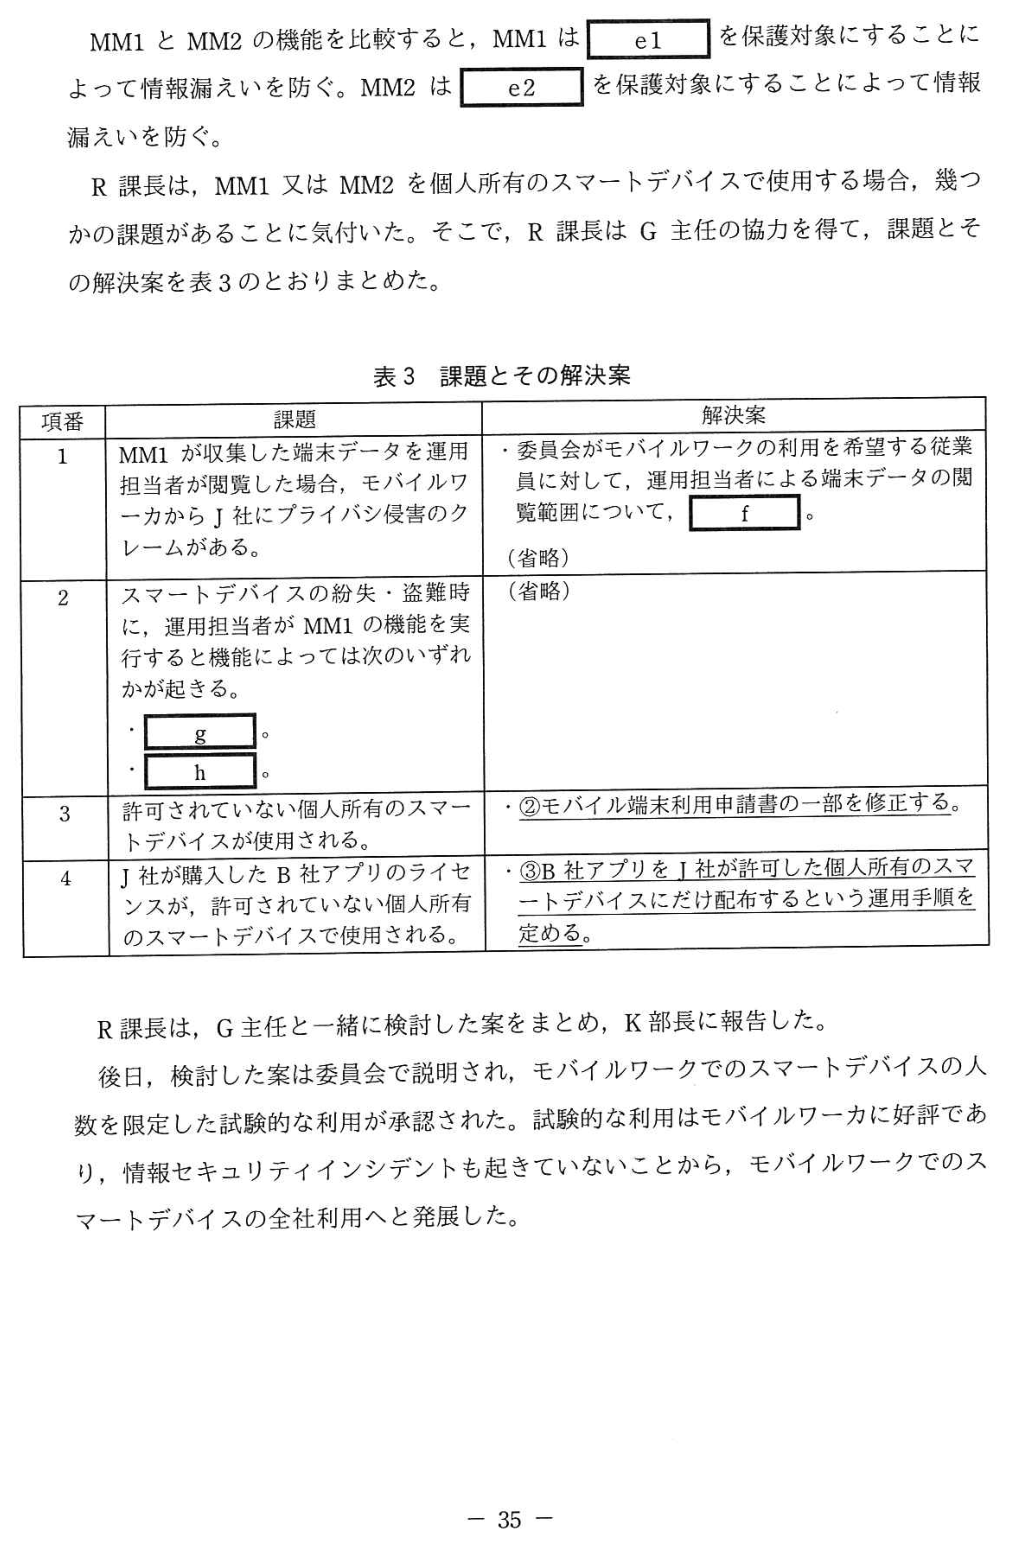 MM1 と MM2 の機能を比較すると，MM1 は e1 を保護対象にすることに
よって情報漏えいを防ぐ。MM2 は e2 を保護対象にすることによって情報
漏えいを防ぐ。
R 課長は，MM1 又は MM2 を個人所有のスマートデバイスで使用する場合，幾つ
かの課題があることに気付いた。そこで，R 課長は G 主任の協力を得て，課題とそ
の解決案を表 3 のとおりまとめた。
表 3　課題とその解決案
項番 課題 解決案
1
MM1 が収集した端末データを運用
担当者が閲覧した場合，モバイルワ
ーカから J 社にプライバシ侵害のク
レームがある。
・委員会がモバイルワークの利用を希望する従業
員に対して，運用担当者による端末データの閲
覧範囲について， f 。
（省略）
2
スマートデバイスの紛失・盗難時
に，運用担当者が MM1 の機能を実
行すると機能によっては次のいずれ
かが起きる。
・ g 。
・ h 。
（省略）
3
許可されていない個人所有のスマー
トデバイスが使用される。
・②モバイル端末利用申請書の一部を修正する。
4
J 社が購入した B 社アプリのライセ
ンスが，許可されていない個人所有
のスマートデバイスで使用される。
・③B 社アプリを J 社が許可した個人所有のスマ
ートデバイスにだけ配布するという運用手順を
定める。
R 課長は，G 主任と一緒に検討した案をまとめ，K 部長に報告した。
後日，検討した案は委員会で説明され，モバイルワークでのスマートデバイスの人
数を限定した試験的な利用が承認された。試験的な利用はモバイルワーカに好評であ
り，情報セキュリティインシデントも起きていないことから，モバイルワークでのス
マートデバイスの全社利用へと発展した。
― 35 ―